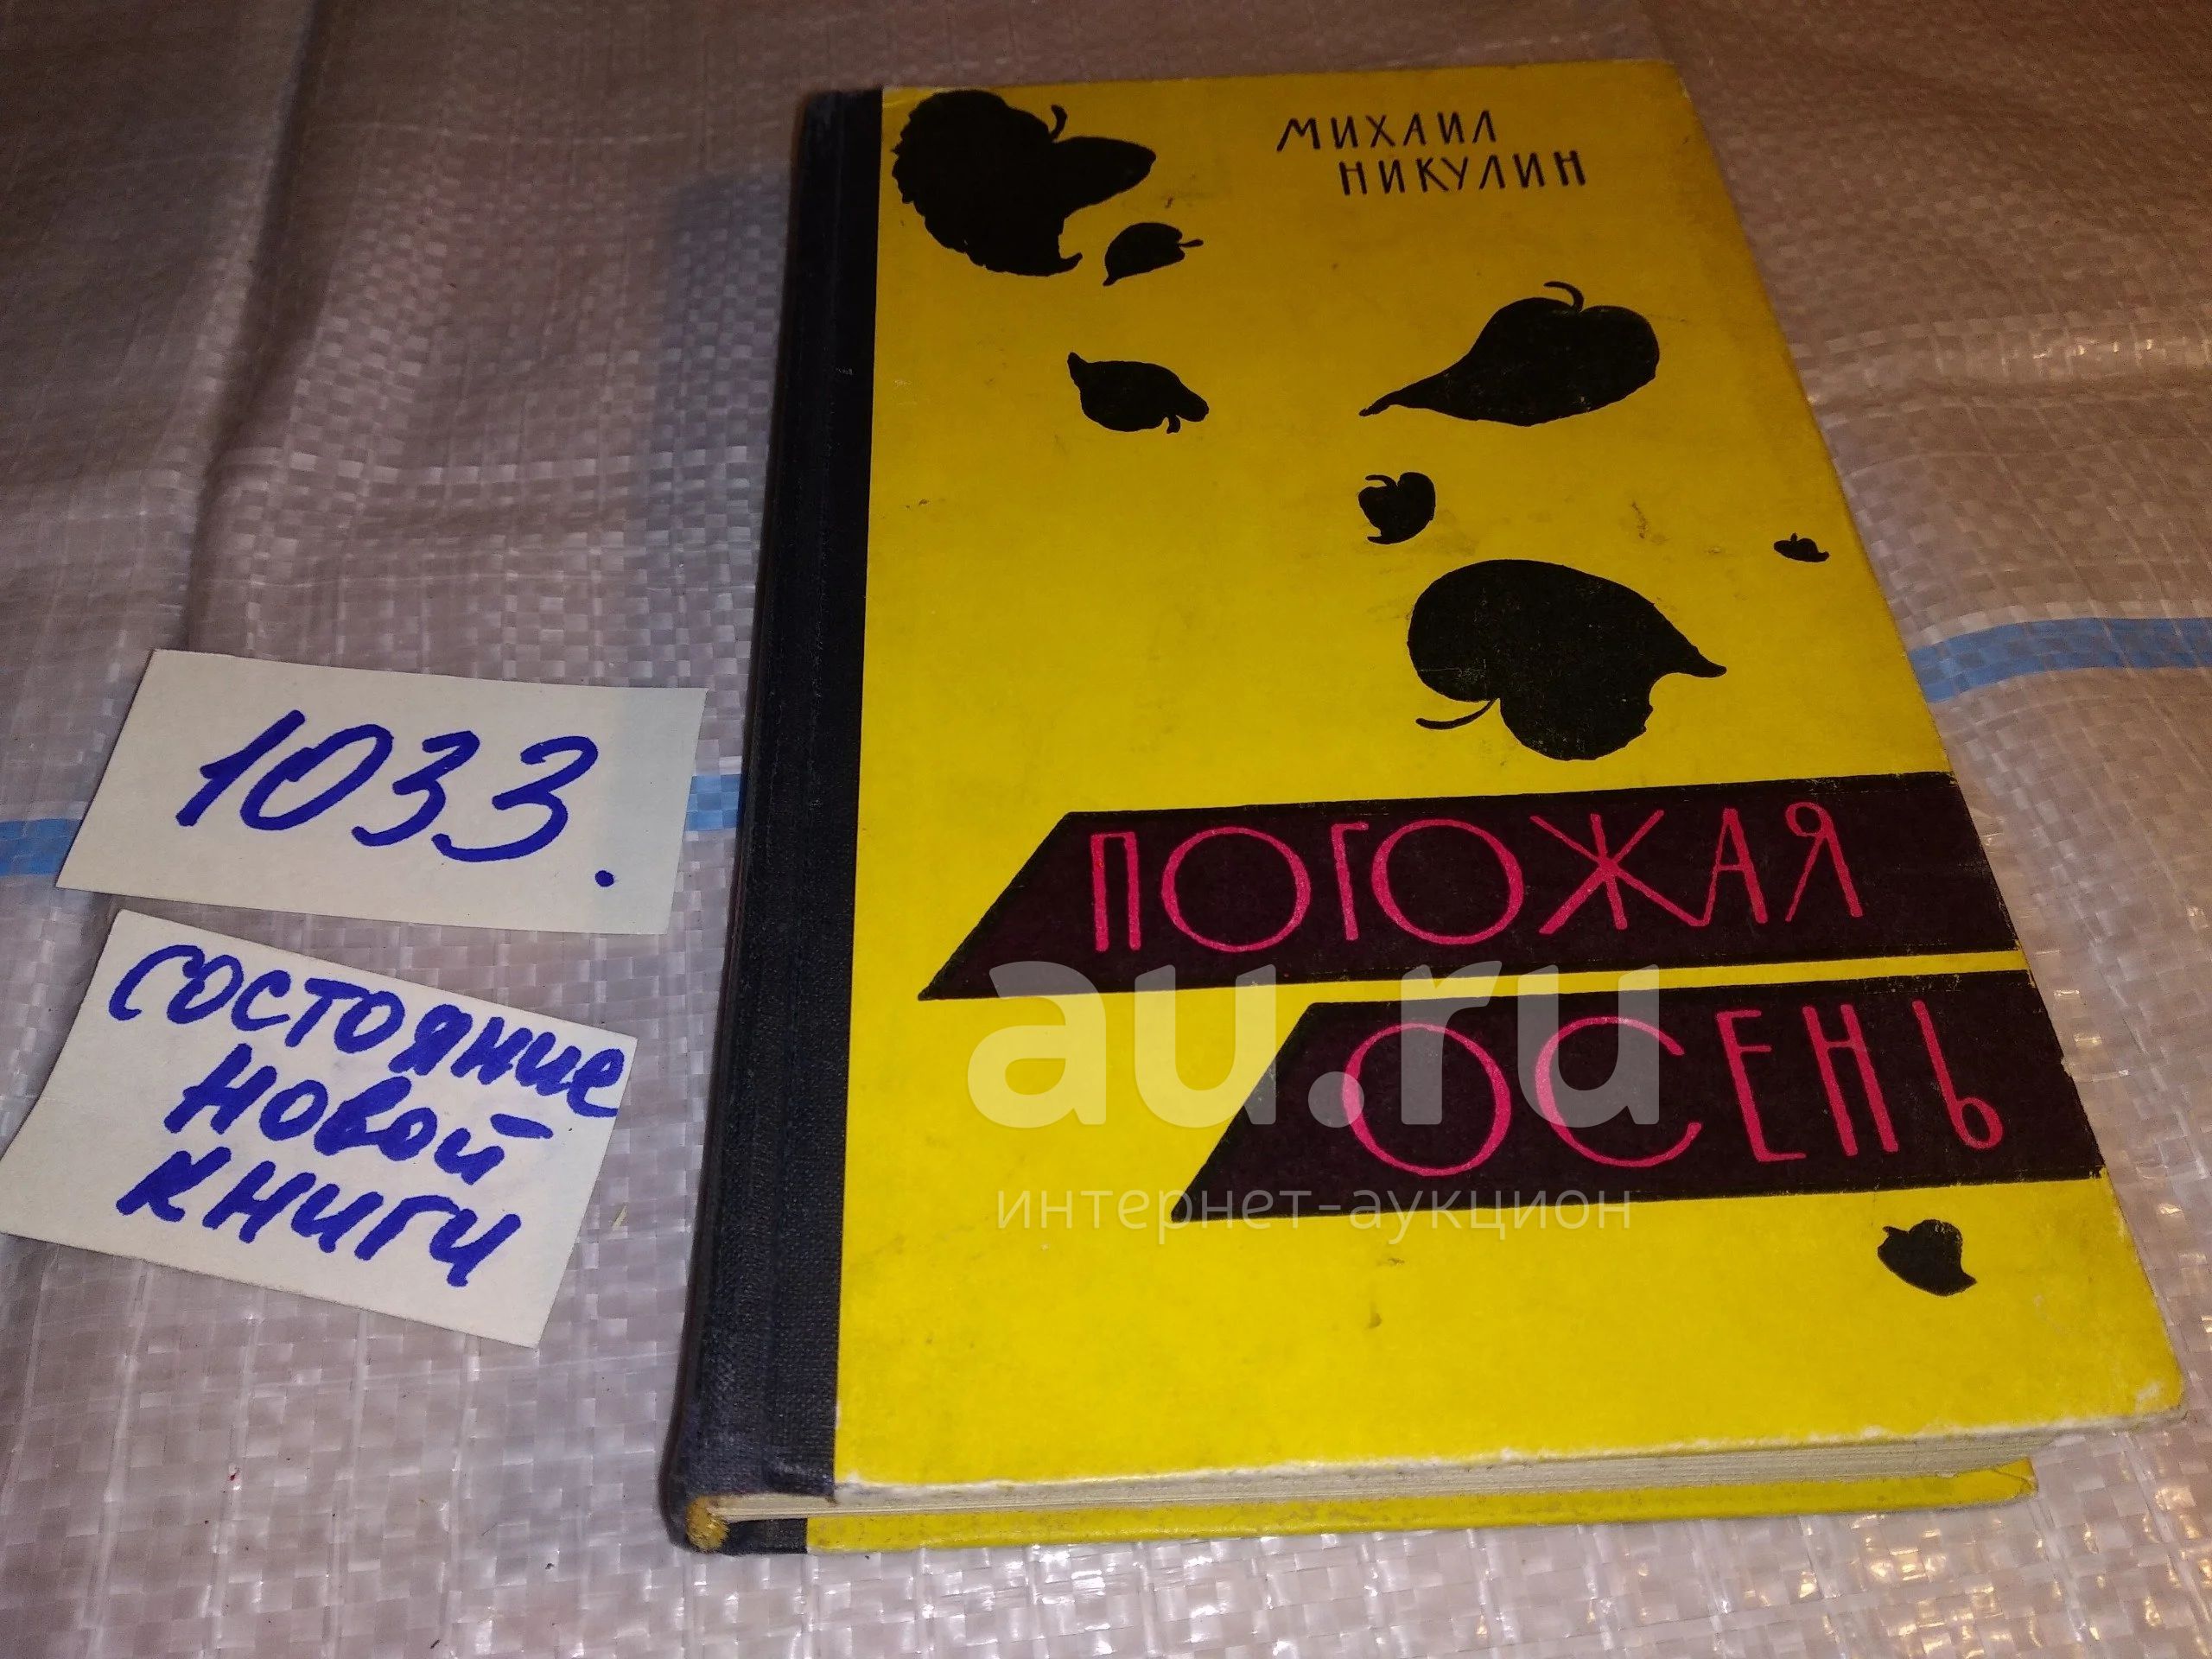 МИХАИЛ
НИКУЛИН
ПОГОЖАЯ
ОСЕНЬ
1033.
СОСТОЯНИЕ
НОВОЙ
КНИГИ
au.ru
интернет-аукцион